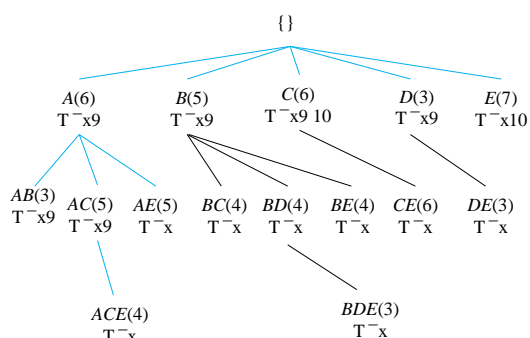 {}
A(6) B(5) C(6) D(3) E(7)
T⁻x9 T⁻x9 T⁻x9 10 T⁻x9 T⁻x10
AB(3) AC(5) AE(5) BC(4) BD(4) BE(4) CE(6) DE(3)
T⁻x9 T⁻x9 T⁻x T⁻x T⁻x T⁻x T⁻x T⁻x
ACE(4) BDE(3)
T⁻x T⁻x